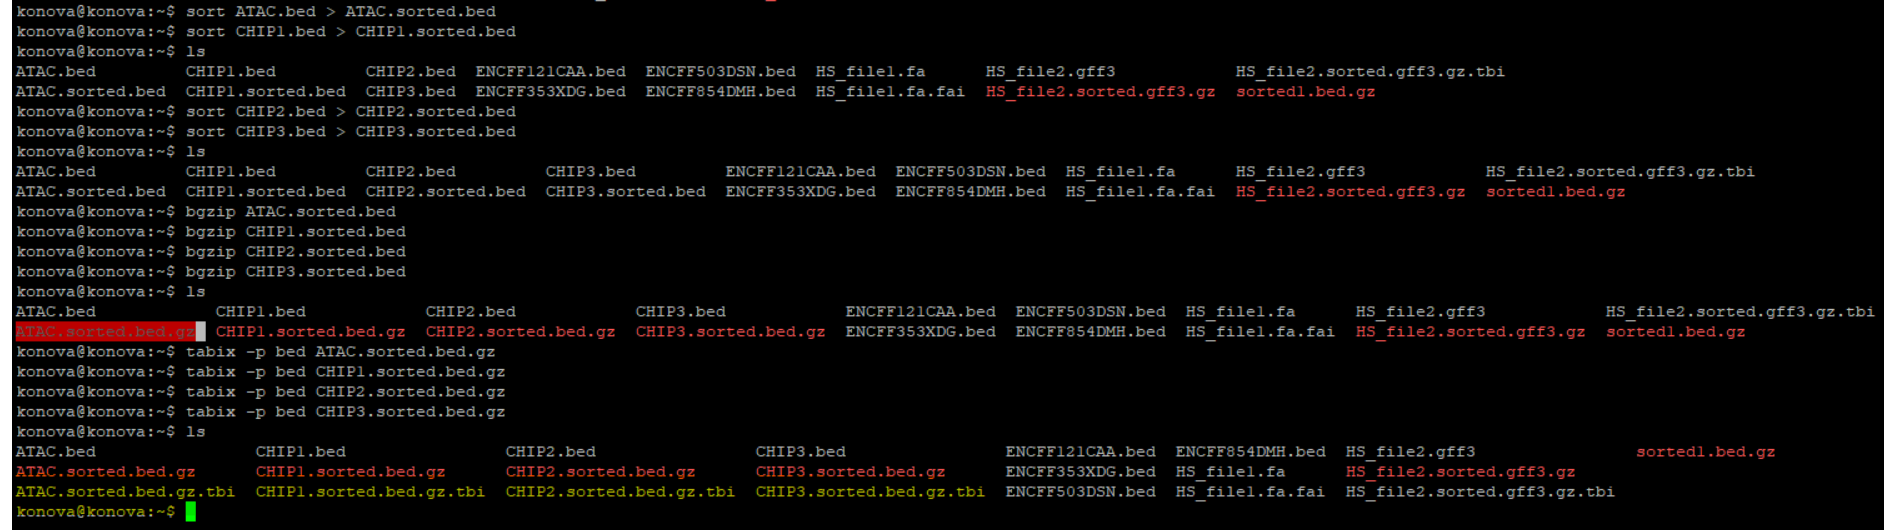 konova@konova:~$ sort ATAC.bed > ATAC.sorted.bed
konova@konova:~$ sort CHIP1.bed > CHIP1.sorted.bed
konova@konova:~$ ls
ATAC.bed CHIP1.bed CHIP2.bed ENCFF121CAA.bed ENCFF503DSN.bed HS_file1.fa HS_file2.gff3 HS_file2.sorted.gff3.gz.tbi
ATAC.sorted.bed CHIP1.sorted.bed CHIP3.bed ENCFF353XDG.bed ENCFF854DMH.bed HS_file1.fa.fai HS_file2.sorted.gff3.gz sorted1.bed.gz
konova@konova:~$ sort CHIP2.bed > CHIP2.sorted.bed
konova@konova:~$ sort CHIP3.bed > CHIP3.sorted.bed
konova@konova:~$ ls
ATAC.bed CHIP1.bed CHIP2.bed CHIP3.bed ENCFF121CAA.bed ENCFF503DSN.bed HS_file1.fa HS_file2.gff3 HS_file2.sorted.gff3.gz.tbi
ATAC.sorted.bed CHIP1.sorted.bed CHIP2.sorted.bed CHIP3.sorted.bed ENCFF353XDG.bed ENCFF854DMH.bed HS_file1.fa.fai HS_file2.sorted.gff3.gz sorted1.bed.gz
konova@konova:~$ bgzip ATAC.sorted.bed
konova@konova:~$ bgzip CHIP1.sorted.bed
konova@konova:~$ bgzip CHIP2.sorted.bed
konova@konova:~$ bgzip CHIP3.sorted.bed
konova@konova:~$ ls
ATAC.bed CHIP1.bed CHIP2.bed CHIP3.bed ENCFF121CAA.bed ENCFF503DSN.bed HS_file1.fa HS_file2.gff3 HS_file2.sorted.gff3.gz.tbi
ATAC.sorted.bed.gz CHIP1.sorted.bed.gz CHIP2.sorted.bed.gz CHIP3.sorted.bed.gz ENCFF353XDG.bed ENCFF854DMH.bed HS_file1.fa.fai HS_file2.sorted.gff3.gz sorted1.bed.gz
konova@konova:~$ tabix -p bed ATAC.sorted.bed.gz
konova@konova:~$ tabix -p bed CHIP1.sorted.bed.gz
konova@konova:~$ tabix -p bed CHIP2.sorted.bed.gz
konova@konova:~$ tabix -p bed CHIP3.sorted.bed.gz
konova@konova:~$ ls
ATAC.bed CHIP1.bed CHIP2.bed CHIP3.bed ENCFF121CAA.bed ENCFF854DMH.bed HS_file2.gff3 sorted1.bed.gz
ATAC.sorted.bed.gz CHIP1.sorted.bed.gz CHIP2.sorted.bed.gz CHIP3.sorted.bed.gz ENCFF353XDG.bed HS_file1.fa HS_file2.sorted.gff3.gz
ATAC.sorted.bed.gz.tbi CHIP1.sorted.bed.gz.tbi CHIP2.sorted.bed.gz.tbi CHIP3.sorted.bed.gz.tbi ENCFF503DSN.bed HS_file1.fa.fai HS_file2.sorted.gff3.gz.tbi
konova@konova:~$